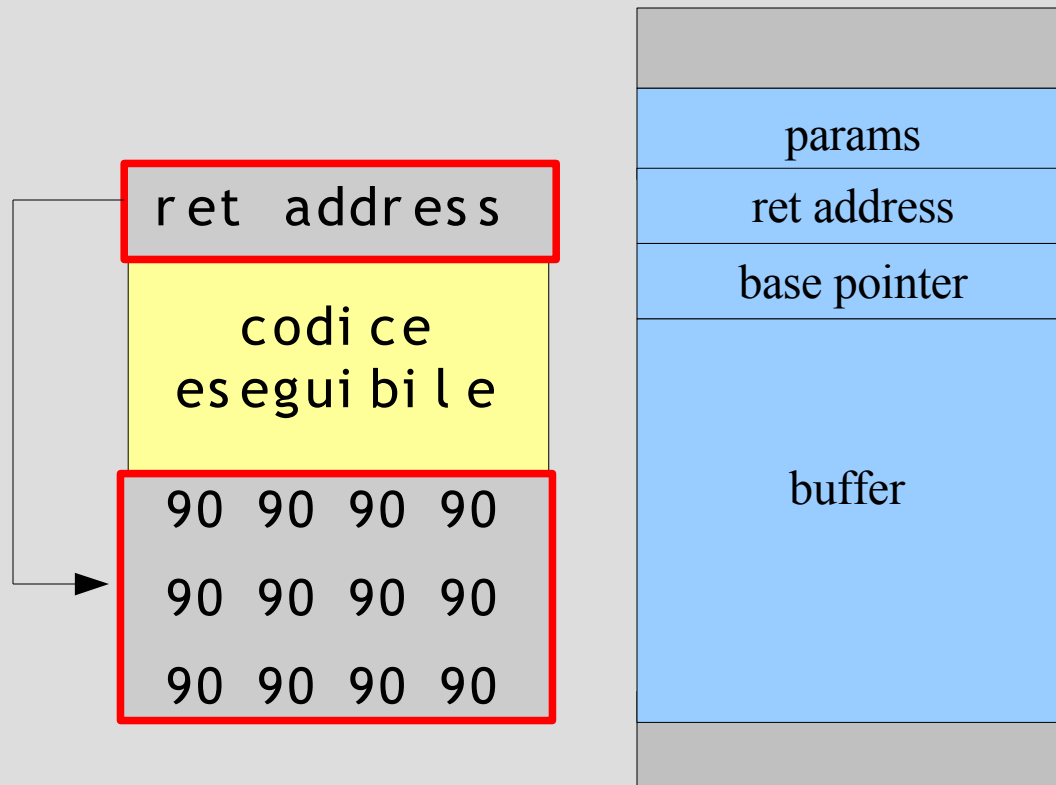 ret address
codice
eseguibile
90 90 90 90
90 90 90 90
90 90 90 90
params
ret address
base pointer
buffer